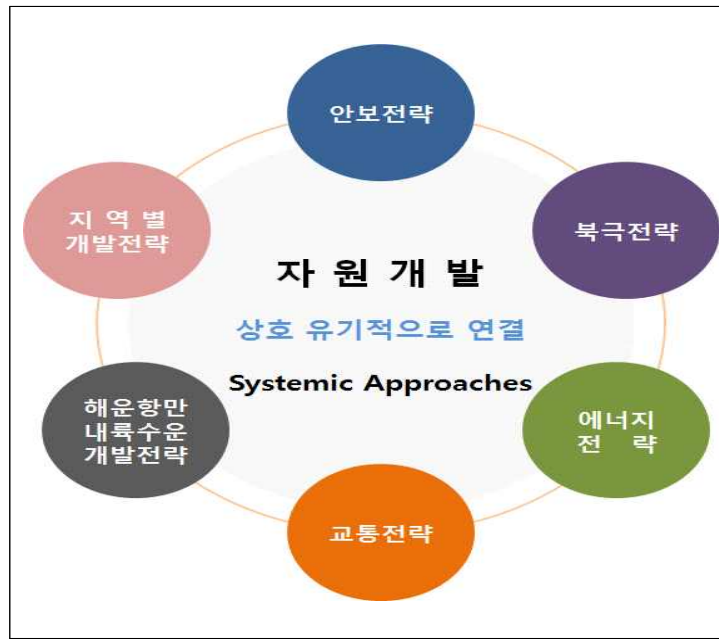 안보전략
지 역 별
개발전략
북극전략
자 원 개 발
상호 유기적으로 연결
Systemic Approaches
해운항만
내륙수운
개발전략
에너지
전 략
교통전략